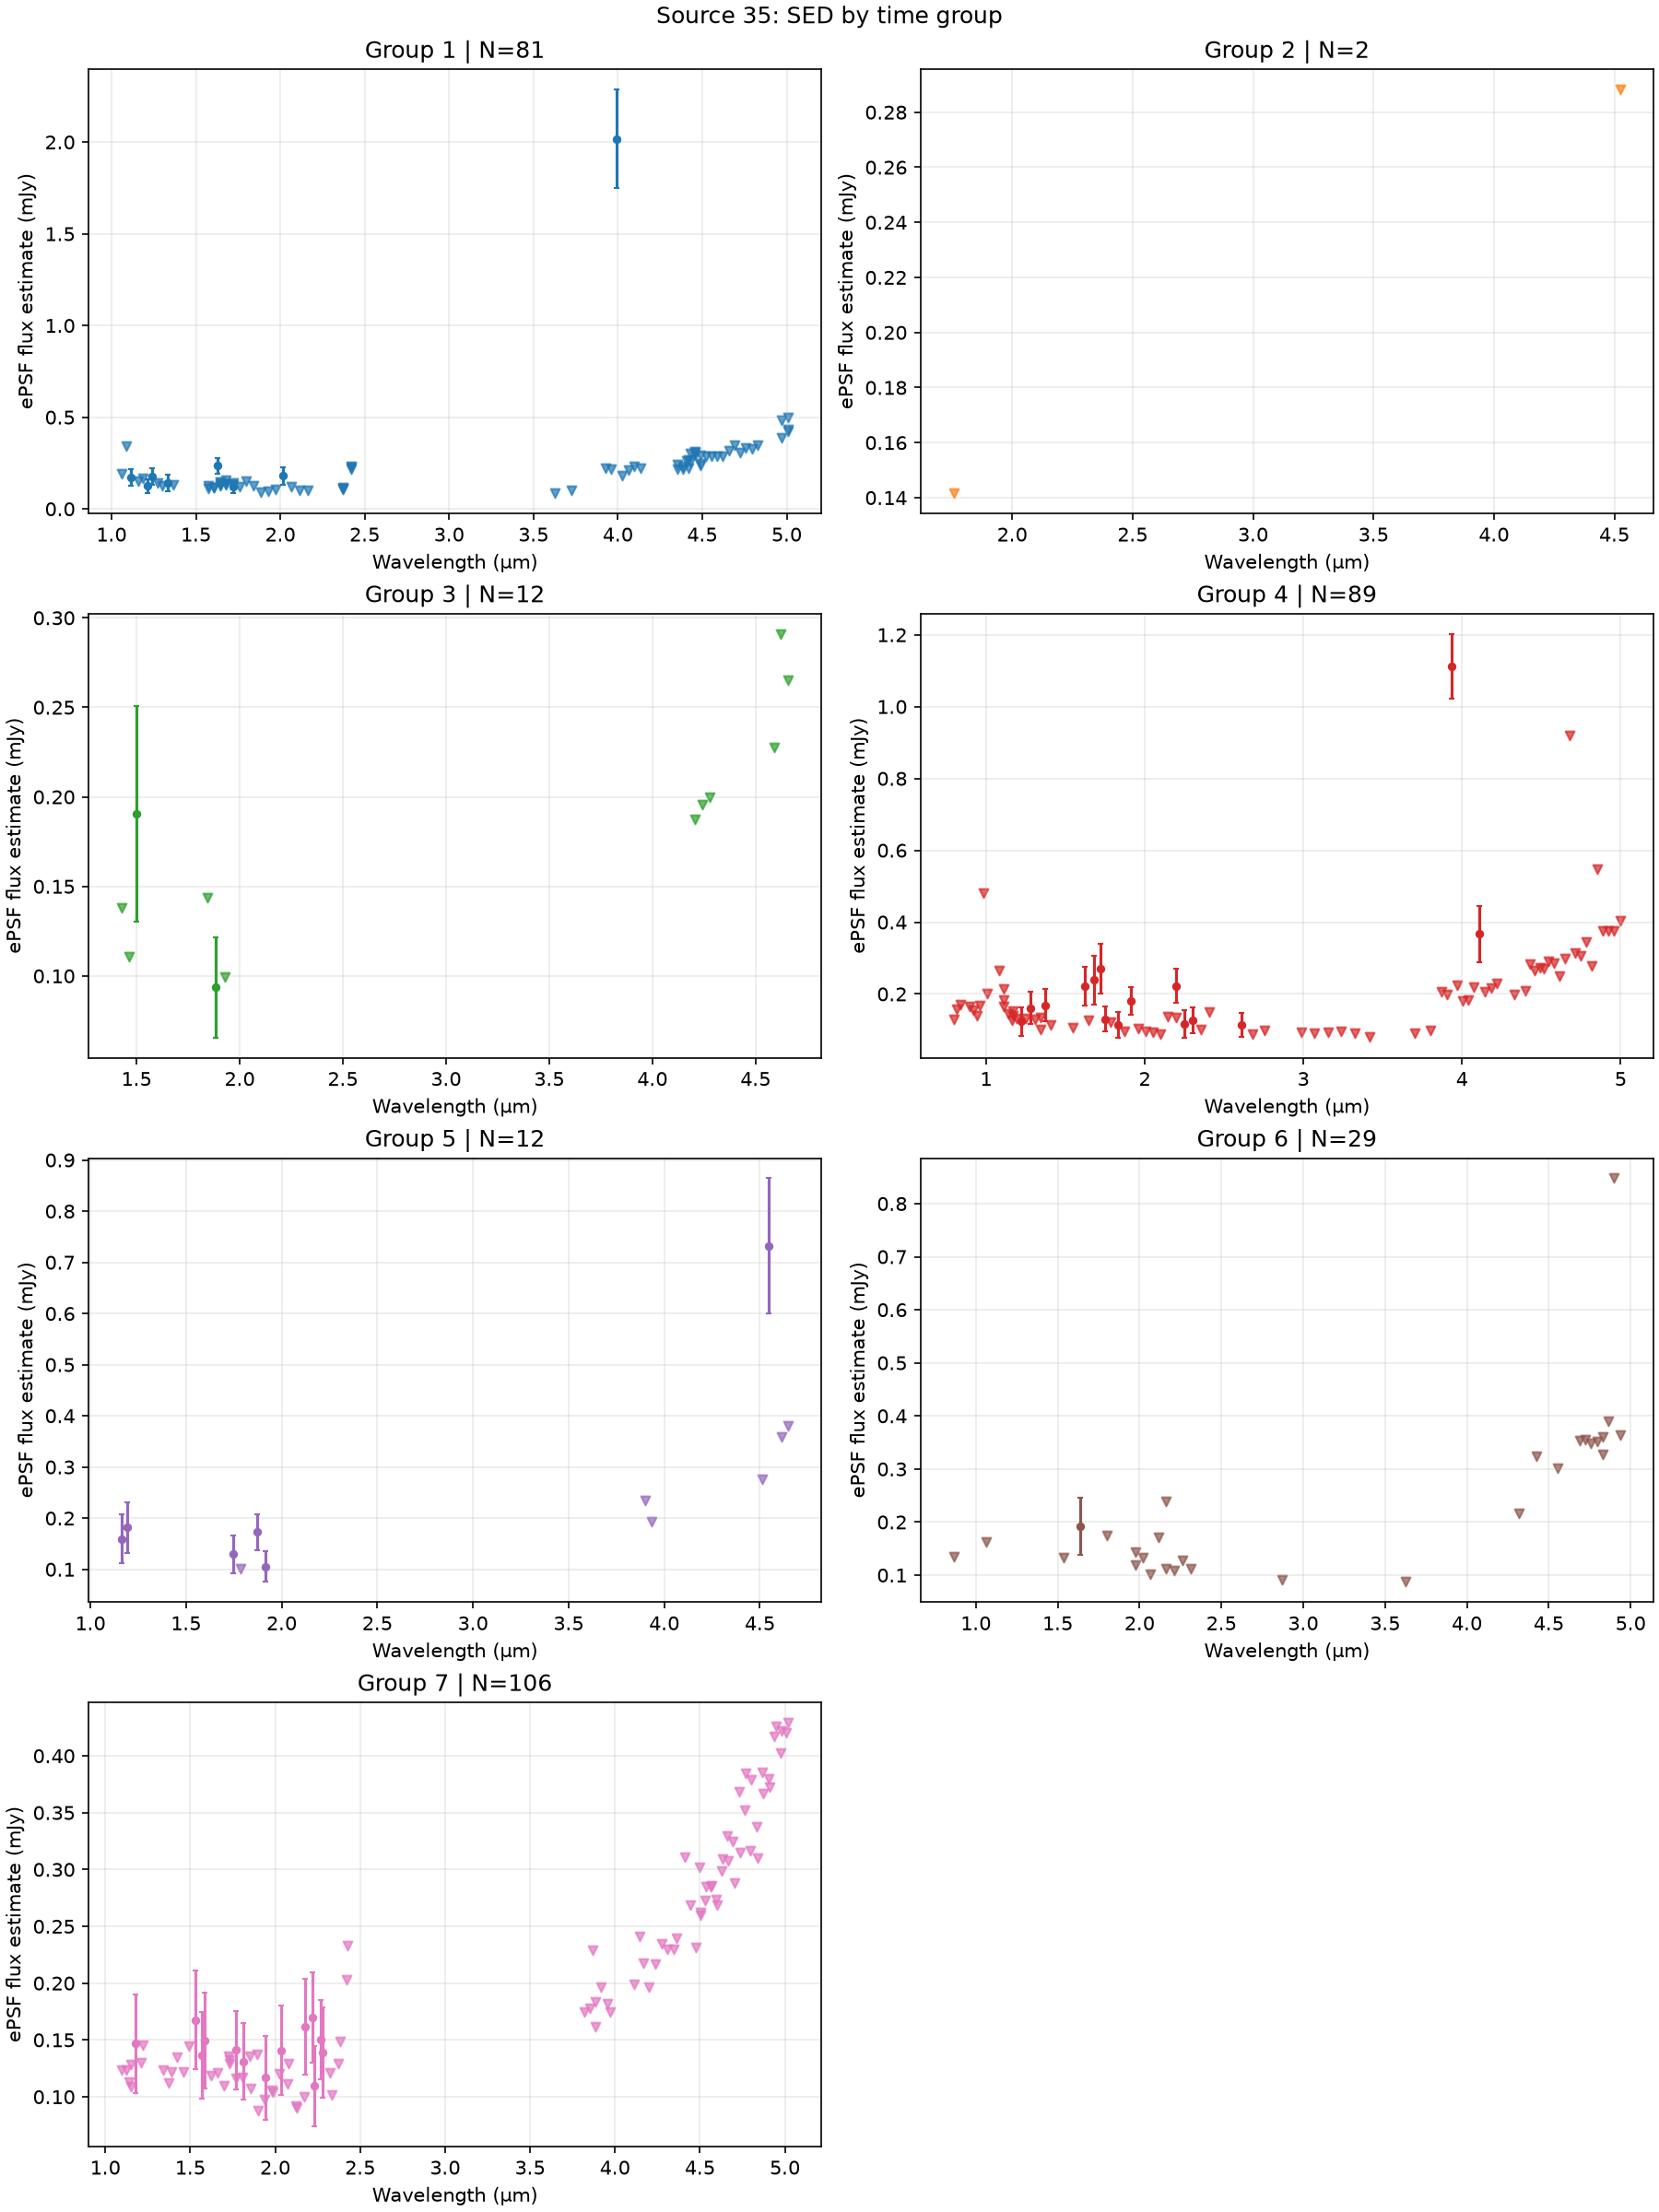 Source 35: SED by time group
Group 1 | N=81
ePSF flux estimate (mJy)
2.0
1.5
1.0
0.5
0.0
1.0 1.5 2.0 2.5 3.0 3.5 4.0 4.5 5.0
Wavelength (μm)
Group 2 | N=2
ePSF flux estimate (mJy)
0.28
0.26
0.24
0.22
0.20
0.18
0.16
0.14
2.0 2.5 3.0 3.5 4.0 4.5
Wavelength (μm)
Group 3 | N=12
ePSF flux estimate (mJy)
0.30
0.25
0.20
0.15
0.10
1.5 2.0 2.5 3.0 3.5 4.0 4.5
Wavelength (μm)
Group 4 | N=89
ePSF flux estimate (mJy)
1.2
1.0
0.8
0.6
0.4
0.2
1 2 3 4 5
Wavelength (μm)
Group 5 | N=12
ePSF flux estimate (mJy)
0.9
0.8
0.7
0.6
0.5
0.4
0.3
0.2
0.1
1.0 1.5 2.0 2.5 3.0 3.5 4.0 4.5
Wavelength (μm)
Group 6 | N=29
ePSF flux estimate (mJy)
0.8
0.7
0.6
0.5
0.4
0.3
0.2
0.1
1.0 1.5 2.0 2.5 3.0 3.5 4.0 4.5 5.0
Wavelength (μm)
Group 7 | N=106
ePSF flux estimate (mJy)
0.40
0.35
0.30
0.25
0.20
0.15
0.10
1.0 1.5 2.0 2.5 3.0 3.5 4.0 4.5 5.0
Wavelength (μm)